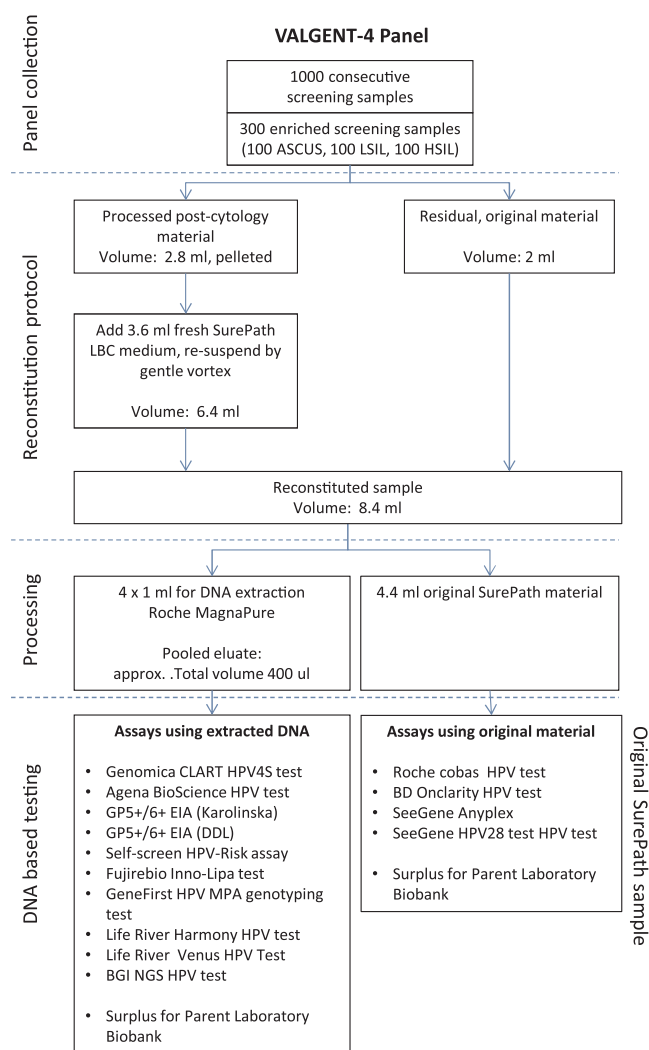 VALGENT-4 Panel
Panel collection
1000 consecutive
screening samples
300 enriched screening samples
(100 ASCUS, 100 LSIL, 100 HSIL)
Reconstitution protocol
Processed post-cytology
material
Volume: 2.8 ml, pelleted
Residual, original material
Volume: 2 ml
Add 3.6 ml fresh SurePath
LBC medium, re-suspend by
gentle vortex
Volume: 6.4 ml
Reconstituted sample
Volume: 8.4 ml
Processing
4 x 1 ml for DNA extraction
Roche MagnaPure
Pooled eluate:
approx. .Total volume 400 ul
4.4 ml original SurePath material
DNA based testing
Assays using extracted DNA
• Genomica CLART HPV4S test
• Agena BioScience HPV test
• GP5+/6+ EIA (Karolinska)
• GP5+/6+ EIA (DDL)
• Self-screen HPV-Risk assay
• Fujirebio Inno-Lipa test
• GeneFirst HPV MPA genotyping
test
• Life River Harmony HPV test
• Life River Venus HPV Test
• BGI NGS HPV test
• Surplus for Parent Laboratory
Biobank
Assays using original material
• Roche cobas HPV test
• BD Onclarity HPV test
• SeeGene Anyplex
• SeeGene HPV28 test HPV test
• Surplus for Parent Laboratory
Biobank
Original SurePath sample